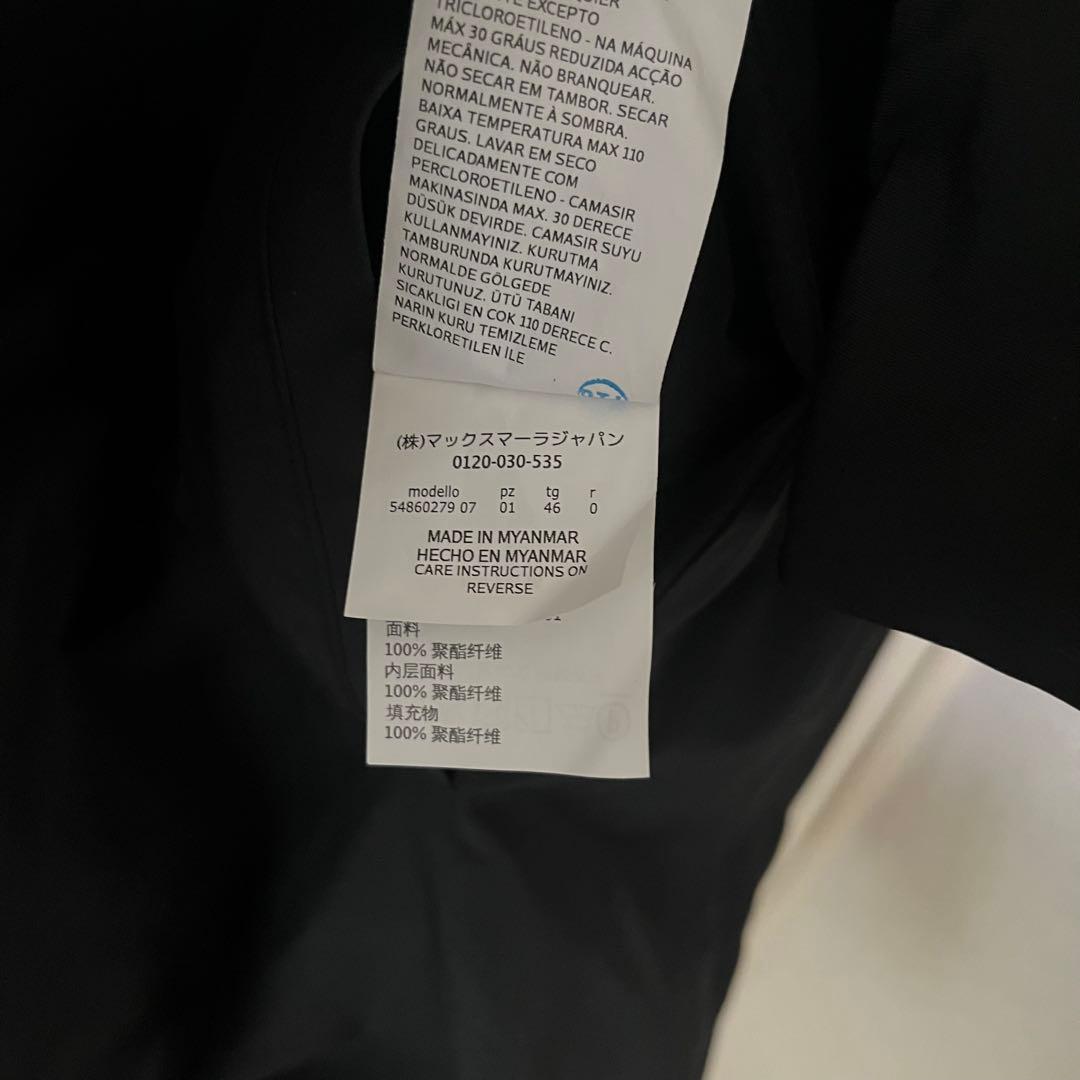 EXCEPTO
TRICLOROETILENO - NA MÁQUINA
MÁX 30 GRÁUS REDUZIDA ACÇÃO
MECÂNICA. NÃO BRANQUEAR.
NÃO SECAR EM TAMBOR. SECAR
NORMALMENTE À SOMBRA.
BAIXA TEMPERATURA MAX 110
GRAUS. LAVAR EM SECO
DELICADAMENTE COM
PERCLOROETILENO - CAMASIR
MAKINASINDA MAX. 30 DERECE
DÜSÜK DEVIRDE. CAMASIR SUYU
KULLANMAYINIZ. KURUTMA
TAMBURUNDA KURUTMAYINIZ.
NORMALDE GÖLGEDE
KURUTUNUZ. ÜTÜ TABANI
SICAKLIGI EN COK 110 DERECE C.
NARIN KURU TEMIZLEME
PERKLORETILEN İLE
(株)マックスマーラジャパン
0120-030-535
modello pz tg r
54860279 07 01 46 0
MADE IN MYANMAR
HECHO EN MYANMAR
CARE INSTRUCTIONS ON
REVERSE
面料
100% 聚酯纤维
内层面料
100% 聚酯纤维
填充物
100% 聚酯纤维